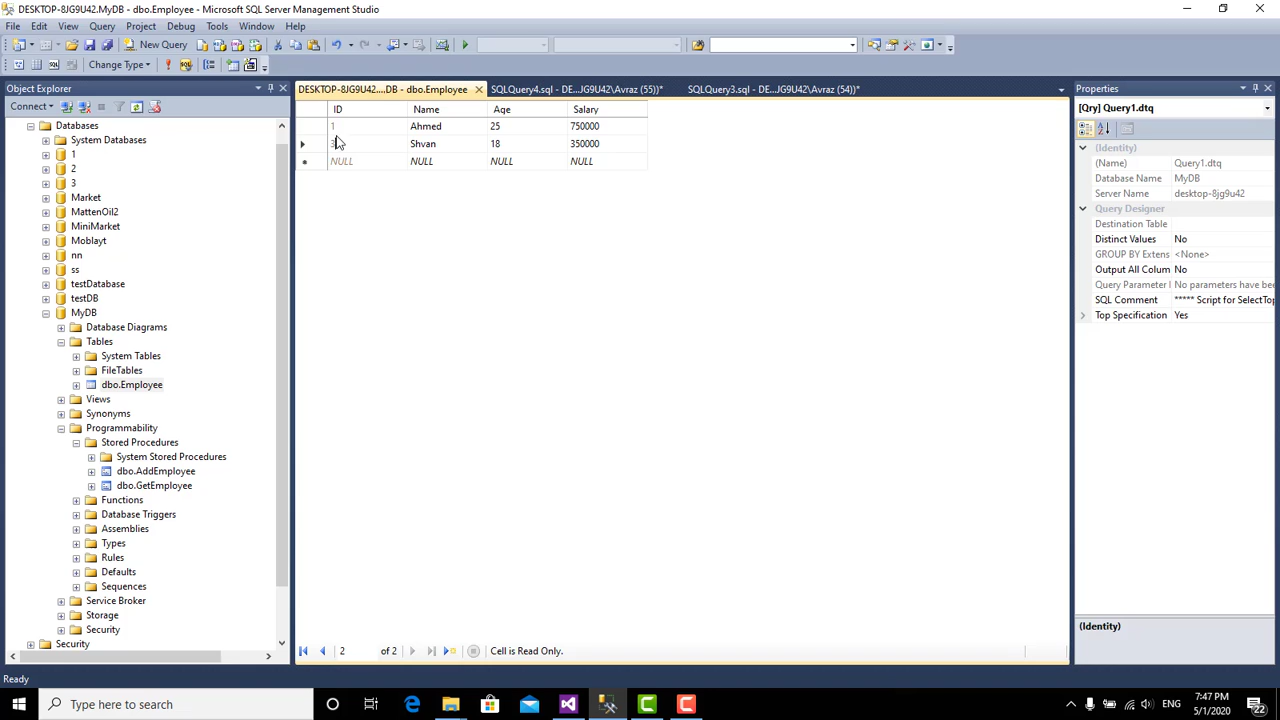 DESKTOP-8JG9U42.MyDB - dbo.Employee - Microsoft SQL Server Management Studio
File Edit View Query Project Debug Tools Window Help
New Query
Change Type
Object Explorer
Connect
Databases
System Databases
1
2
3
Market
MattenOil2
MiniMarket
Moblayt
nn
ss
testDatabase
testDB
MyDB
Database Diagrams
Tables
System Tables
FileTables
dbo.Employee
Views
Synonyms
Programmability
Stored Procedures
System Stored Procedures
dbo.AddEmployee
dbo.GetEmployee
Functions
Database Triggers
Assemblies
Types
Rules
Defaults
Sequences
Service Broker
Storage
Security
Security
DESKTOP-8JG9U42....DB - dbo.Employee SQLQuery4.sql - DE...JG9U42\Avraz (55))* SQLQuery3.sql - DE...JG9U42\Avraz (54))*
ID Name Age Salary
1 Ahmed 25 750000
3 Shvan 18 350000
NULL NULL NULL NULL
2 of 2 Cell is Read Only.
Properties
[Qry] Query1.dtq
(Identity)
(Name) Query1.dtq
Database Name MyDB
Server Name desktop-8jg9u42
Query Designer
Destination Table
Distinct Values No
GROUP BY Extens <None>
Output All Colum No
Query Parameter l No parameters have bee
SQL Comment ***** Script for SelectTop
Top Specification Yes
(Identity)
Ready
Type here to search
ENG
7:47 PM
5/1/2020
22